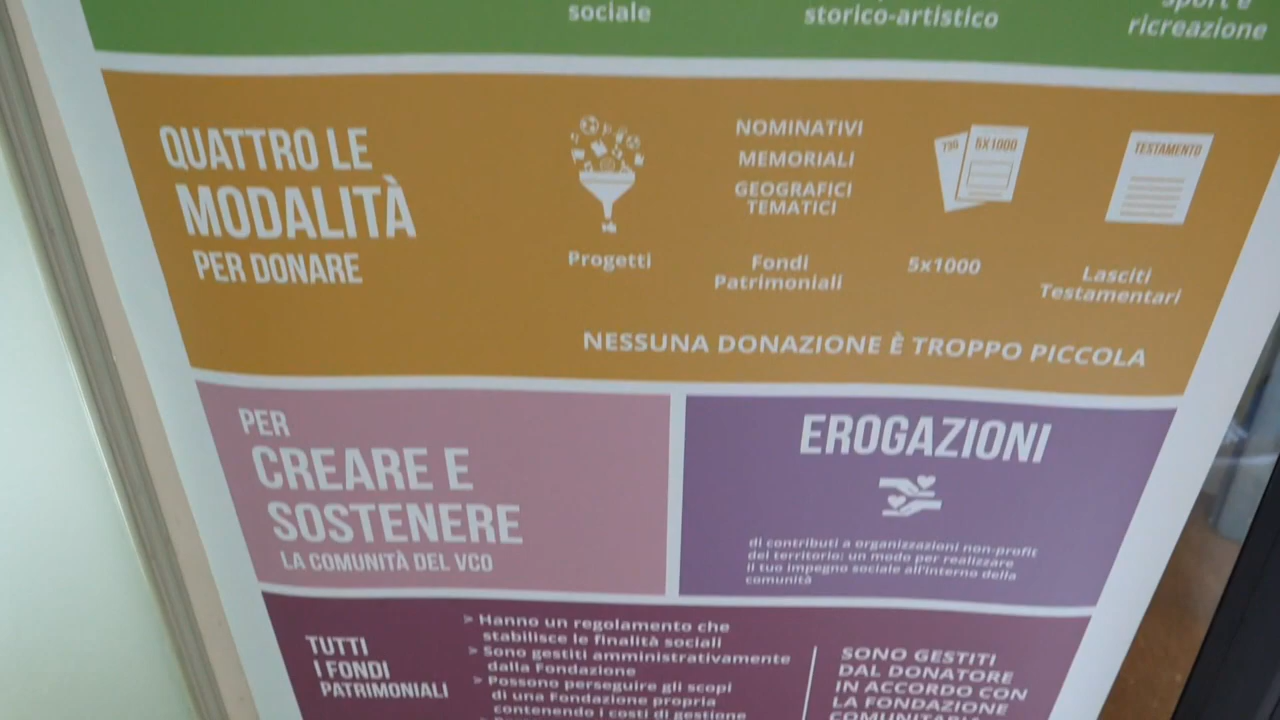 sociale
storico-artistico
sport e
ricreazione
QUATTRO LE
MODALITÀ
PER DONARE
Progetti
NOMINATIVI
MEMORIALI
GEOGRAFICI
TEMATICI
Fondi
Patrimoniali
730
5X1000
5x1000
TESTAMENTO
Lasciti
Testamentari
NESSUNA DONAZIONE È TROPPO PICCOLA
PER
CREARE E
SOSTENERE
LA COMUNITÀ DEL VCO
EROGAZIONI
di contributi a organizzazioni non-profit
del territorio: un modo per realizzare
il tuo impegno sociale all'interno della
comunità
TUTTI
I FONDI
PATRIMONIALI
> Hanno un regolamento che
stabilisce le finalità sociali
> Sono gestiti amministrativamente
dalla Fondazione
> Possono perseguire gli scopi
di una Fondazione propria
contenendo i costi di gestione
SONO GESTITI
DAL DONATORE
IN ACCORDO CON
LA FONDAZIONE